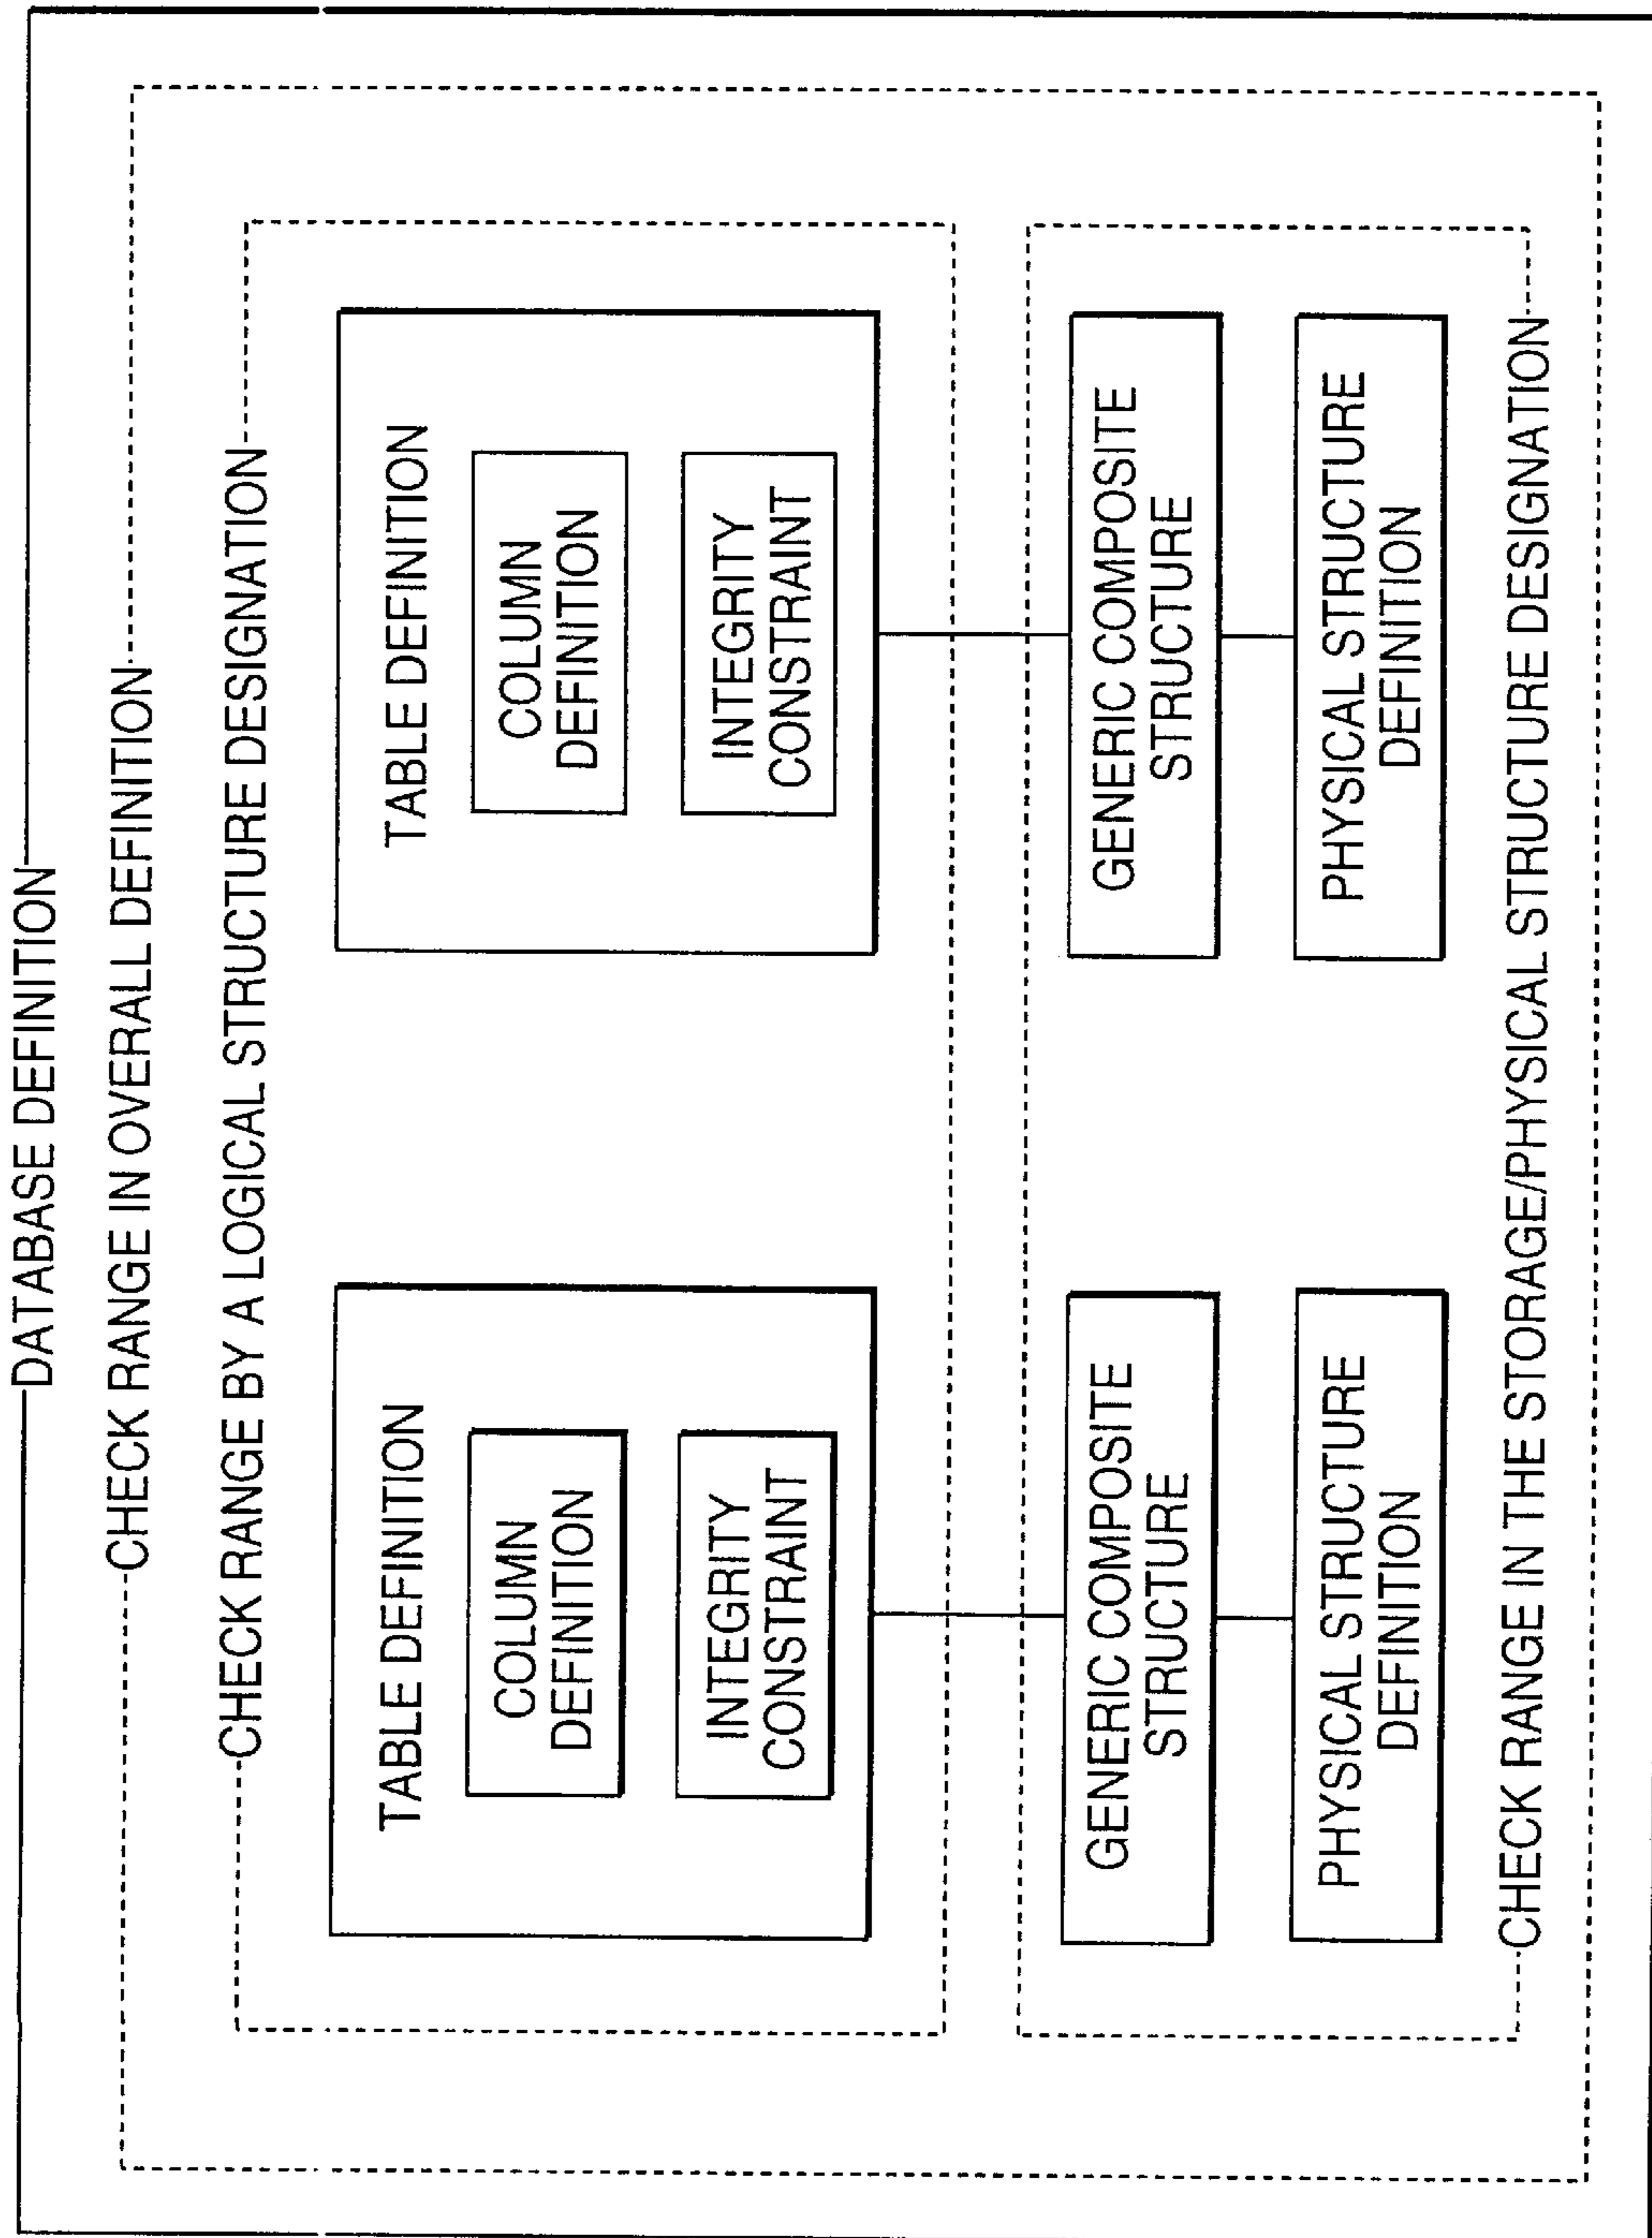 DATABASE DEFINITION
CHECK RANGE IN OVERALL DEFINITION
CHECK RANGE BY A LOGICAL STRUCTURE DESIGNATION
TABLE DEFINITION
COLUMN
DEFINITION
INTEGRITY
CONSTRAINT
TABLE DEFINITION
COLUMN
DEFINITION
INTEGRITY
CONSTRAINT
GENERIC COMPOSITE
STRUCTURE
PHYSICAL STRUCTURE
DEFINITION
GENERIC COMPOSITE
STRUCTURE
PHYSICAL STRUCTURE
DEFINITION
CHECK RANGE IN THE STORAGE/PHYSICAL STRUCTURE DESIGNATION